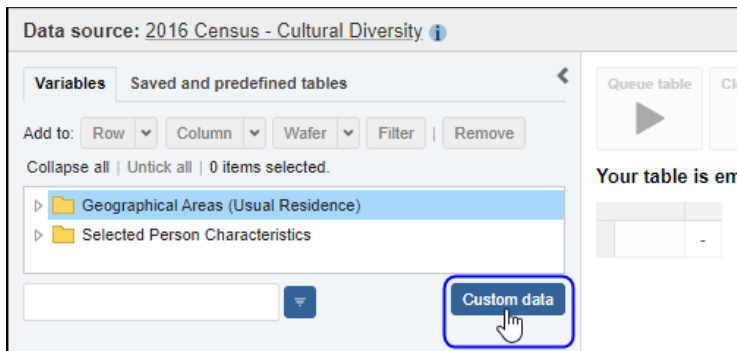 Data source: 2016 Census - Cultural Diversity i
Variables Saved and predefined tables
Add to: Row Column Wafer Filter | Remove
Collapse all | Untick all | 0 items selected.
Geographical Areas (Usual Residence)
Selected Person Characteristics
Custom data
Queue table Cl
Your table is em
-